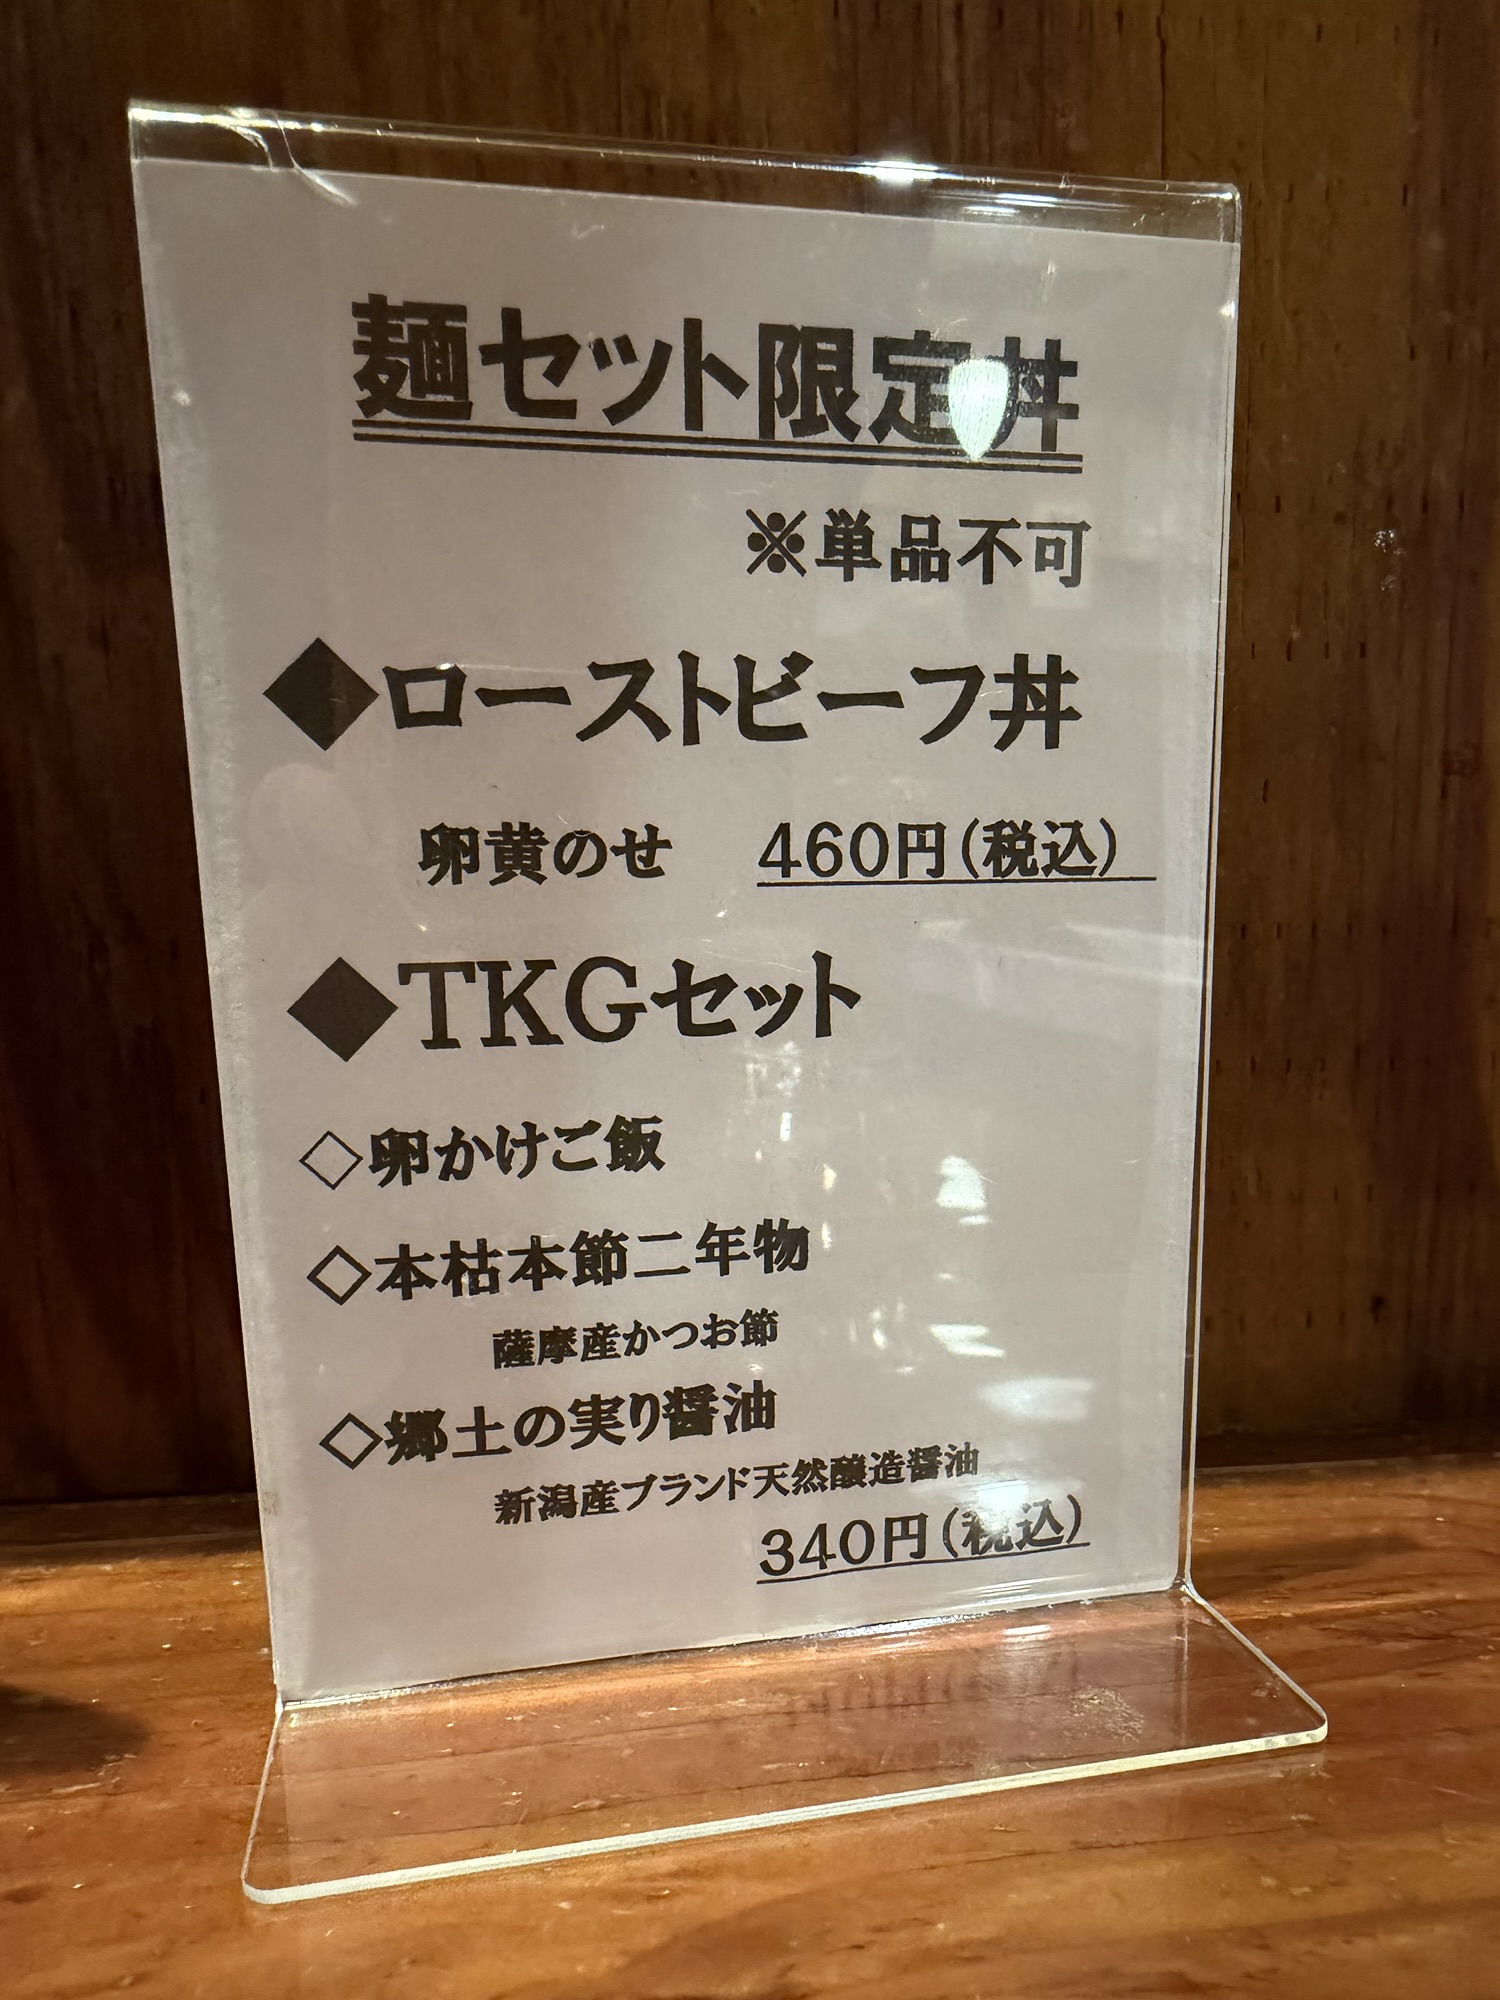 麺セット限定丼
※単品不可
◆ローストビーフ丼
卵黄のせ 460円(税込)
◆TKGセット
◇卵かけご飯
◇本枯本節二年物
薩摩産かつお節
◇郷土の実り醤油
新潟産ブランド天然醸造醤油
340円(税込)